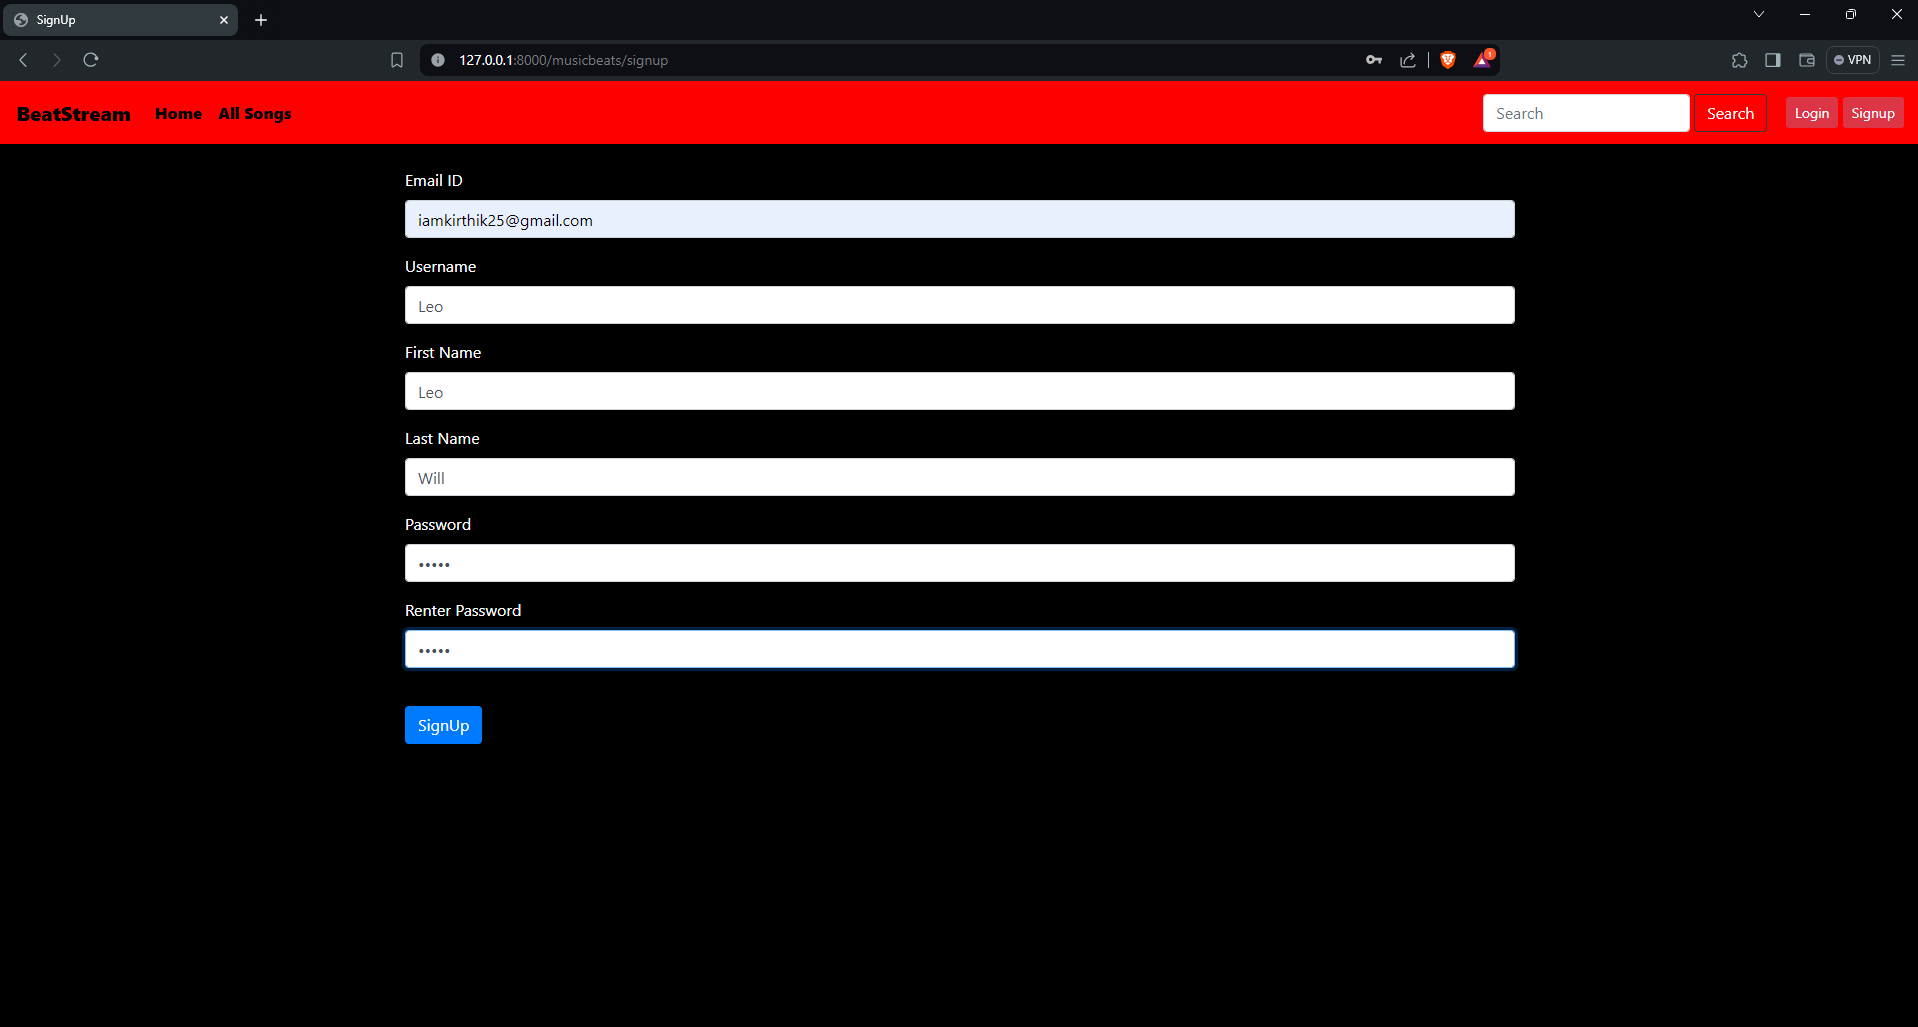 SignUp
127.0.0.1:8000/musicbeats/signup
1
VPN
BeatStream Home All Songs Search Search Login Signup
Email ID
iamkirthik25@gmail.com
Username
Leo
First Name
Leo
Last Name
Will
Password
•••••
Renter Password
•••••
SignUp